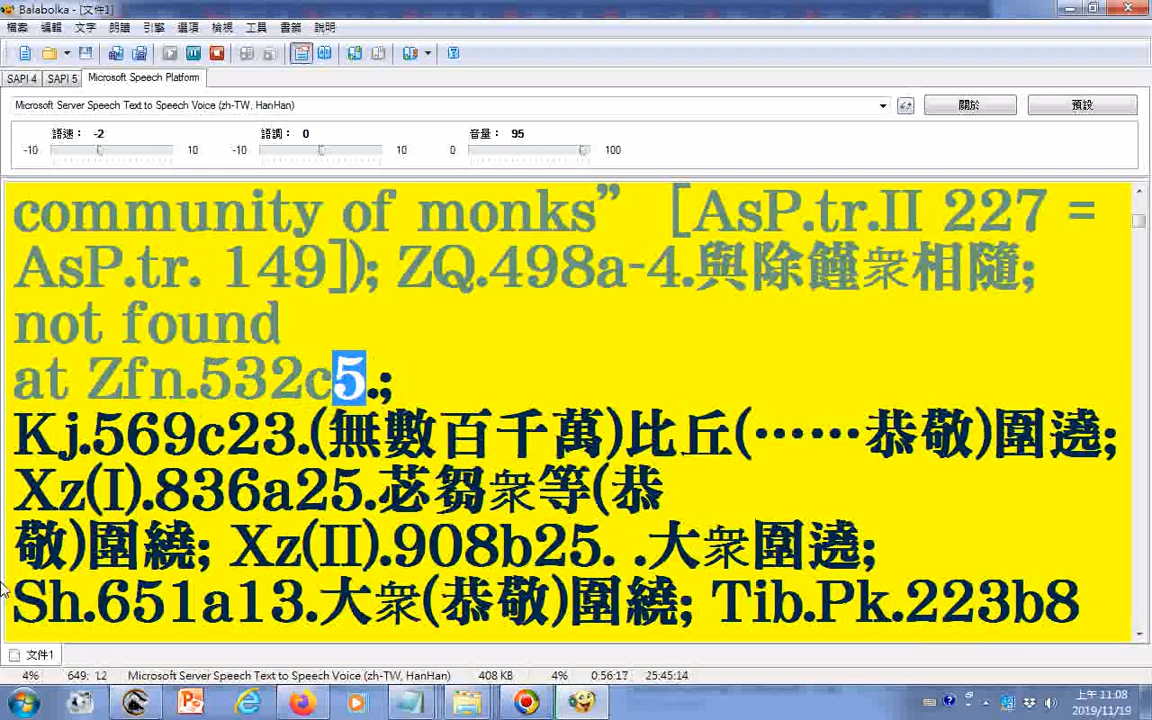 Balabolka - [文件1]
檔案 編輯 文字 朗讀 引擎 選項 檢視 工具 書籤 說明
SAPI 4 SAPI 5 Microsoft Speech Platform
Microsoft Server Speech Text to Speech Voice (zh-TW, HanHan) 關於 預設
語速： -2 語調： 0 音量： 95
-10 10 -10 10 0 100
community of monks” [AsP.tr.II 227 =
AsP.tr. 149]); ZQ.498a-4.與除饉衆相隨;
not found
at Zfn.532c5.;
Kj.569c23.(無數百千萬)比丘(……恭敬)圍遶;
Xz(I).836a25.苾芻衆等(恭
敬)圍繞; Xz(II).908b25. .大衆圍遶;
Sh.651a13.大衆(恭敬)圍繞; Tib.Pk.223b8
文件1
4% 649: 12 Microsoft Server Speech Text to Speech Voice (zh-TW, HanHan) 408 KB 4% 0:56:17 25:45:14
上午 11:08
2019/11/19